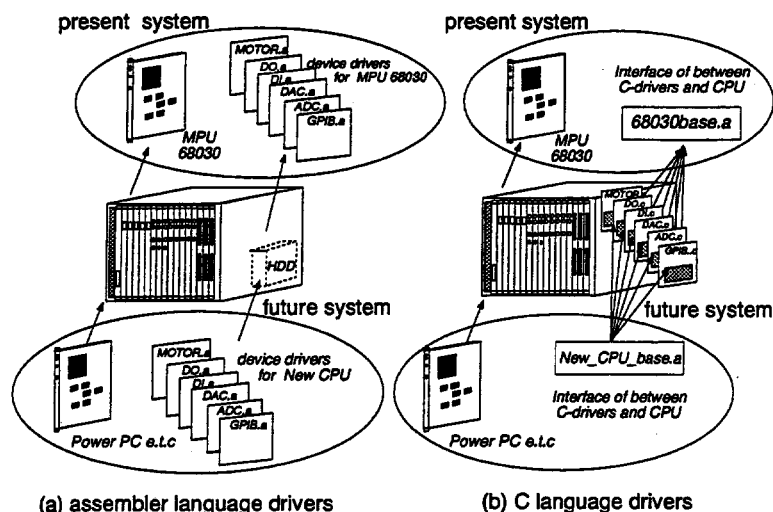 present system
MOTOR.a
DO.a
DI.a
DAC.a
ADC.a
GPIB.a
device drivers
for MPU 68030
MPU
68030
HDD
future system
MOTOR.a
DO.a
DI.a
DAC.a
ADC.a
GPIB.a
device drivers
for New CPU
Power PC e.t.c
(a) assembler language drivers
present system
Interface of between
C-drivers and CPU
68030base.a
MPU
68030
MOTOR.c
DO.c
DI.c
DAC.c
ADC.c
GPIB.c
future system
New_CPU_base.a
Interface of between
C-drivers and CPU
Power PC e.t.c
(b) C language drivers